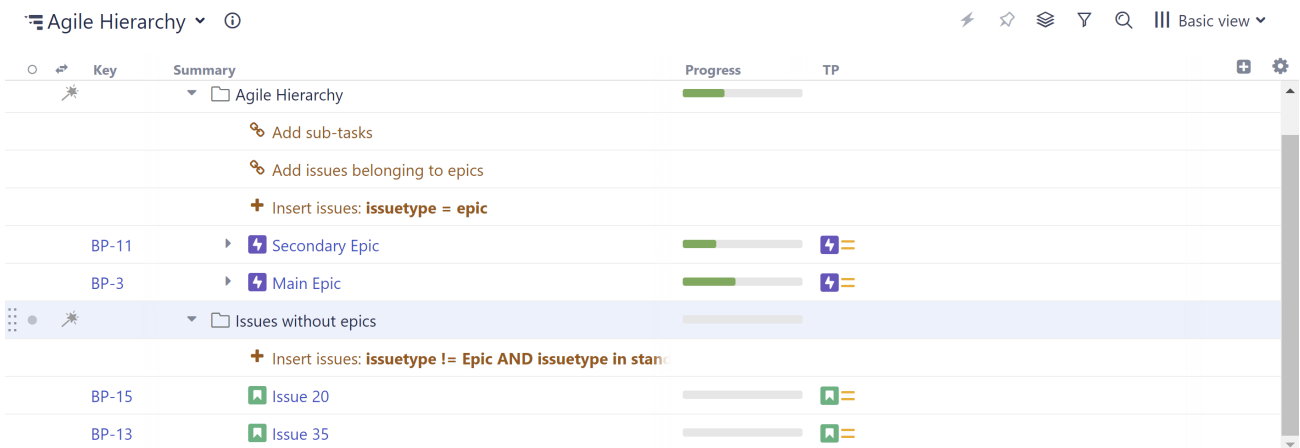 Agile Hierarchy Basic view
Key Summary Progress TP
Agile Hierarchy
Add sub-tasks
Add issues belonging to epics
Insert issues: issuetype = epic
BP-11 Secondary Epic
BP-3 Main Epic
Issues without epics
Insert issues: issuetype != Epic AND issuetype in stanc
BP-15 Issue 20
BP-13 Issue 35